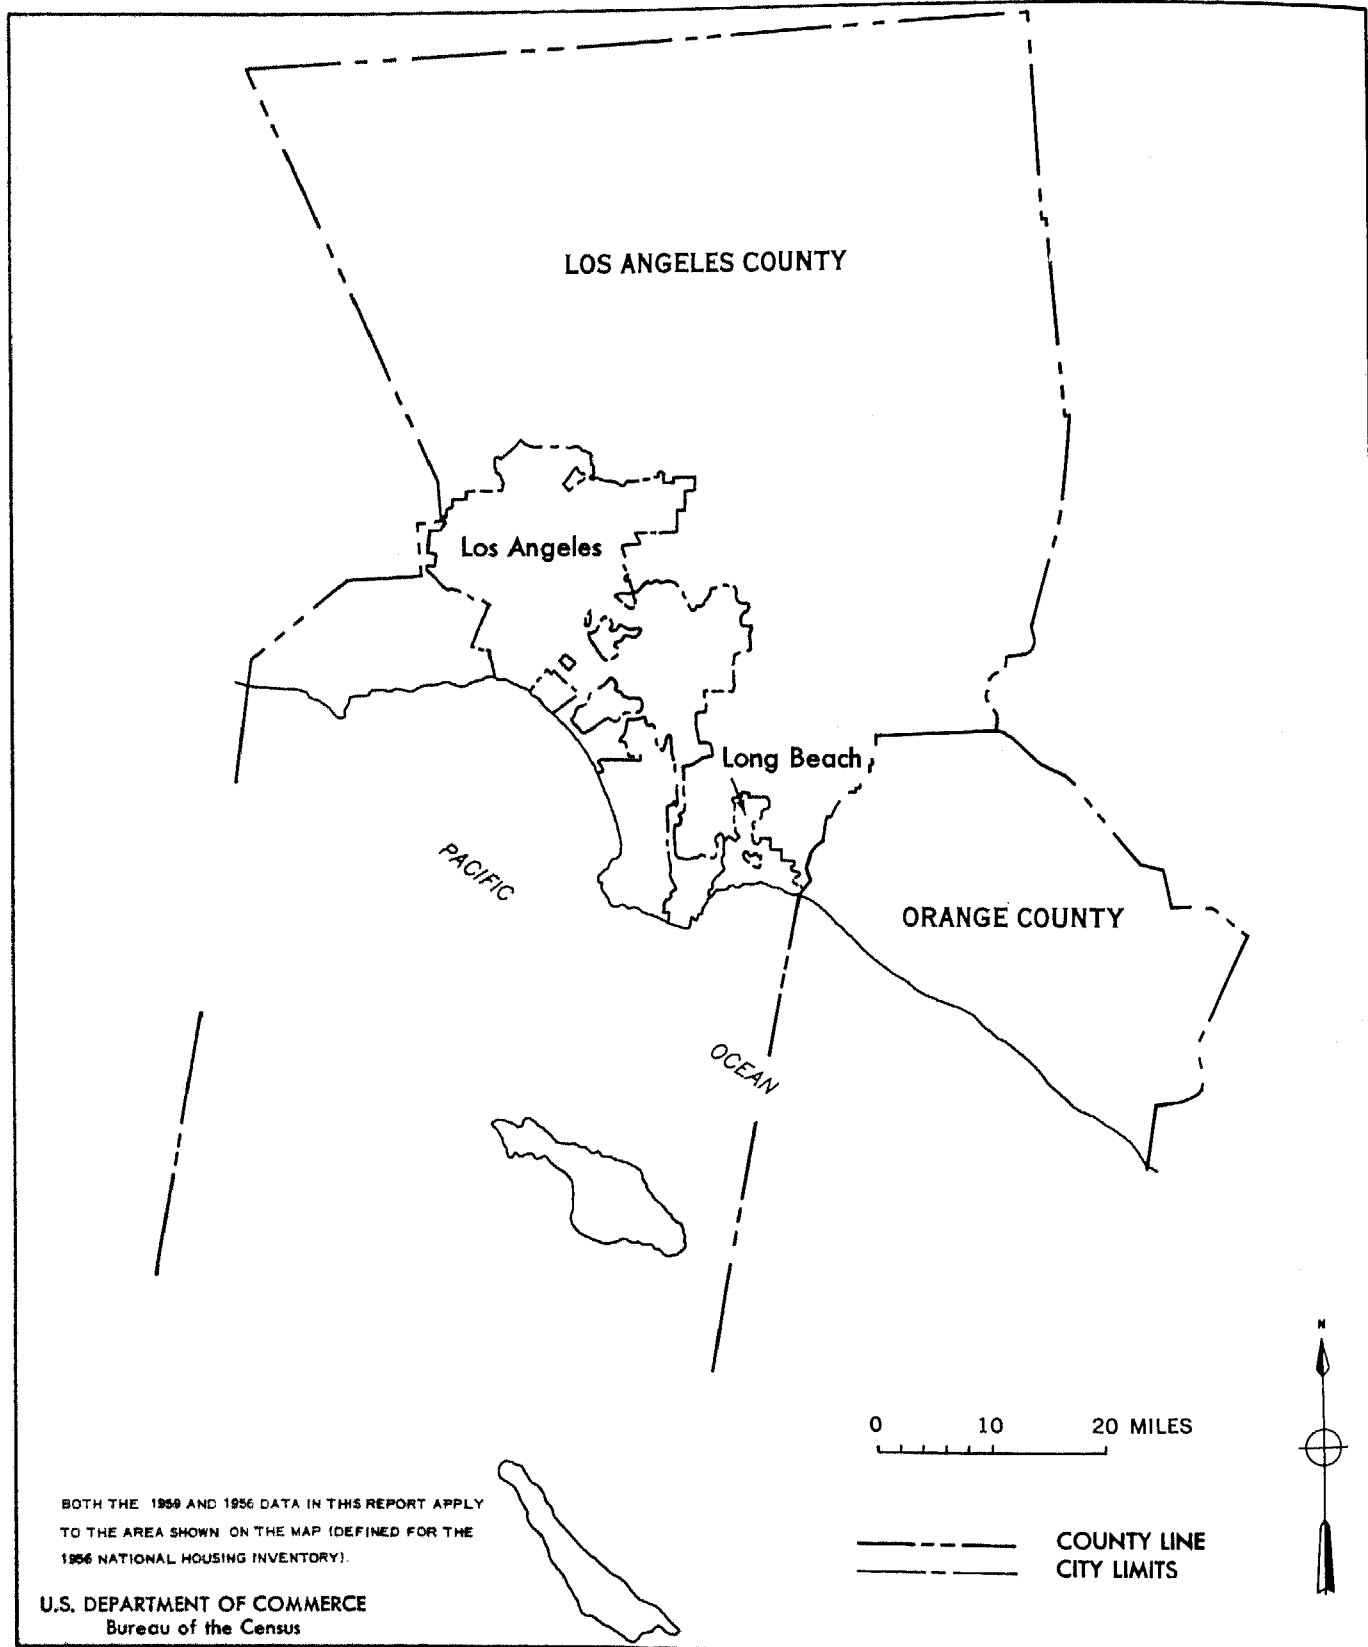 LOS ANGELES COUNTY
Los Angeles
Long Beach
PACIFIC
ORANGE COUNTY
OCEAN
N
0 10 20 MILES
BOTH THE 1959 AND 1956 DATA IN THIS REPORT APPLY
TO THE AREA SHOWN ON THE MAP (DEFINED FOR THE
1956 NATIONAL HOUSING INVENTORY).
COUNTY LINE
CITY LIMITS
U.S. DEPARTMENT OF COMMERCE
Bureau of the Census